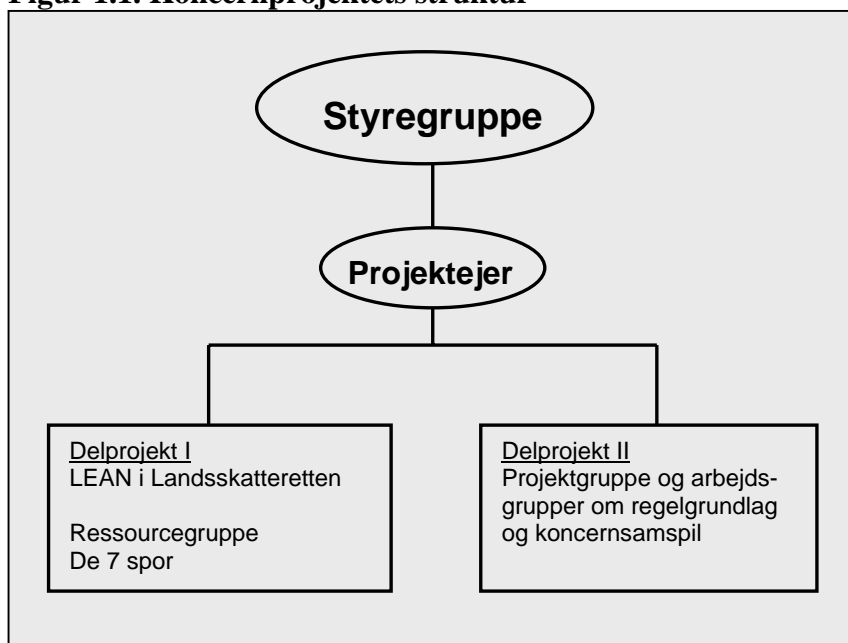 Figur 1.1. Koncernprojektets struktur
Styregruppe
Projektejer
Delprojekt I
LEAN i Landsskatteretten
Ressourcegruppe
De 7 spor
Delprojekt II
Projektgruppe og arbejds-
grupper om regelgrundlag
og koncernsamspil